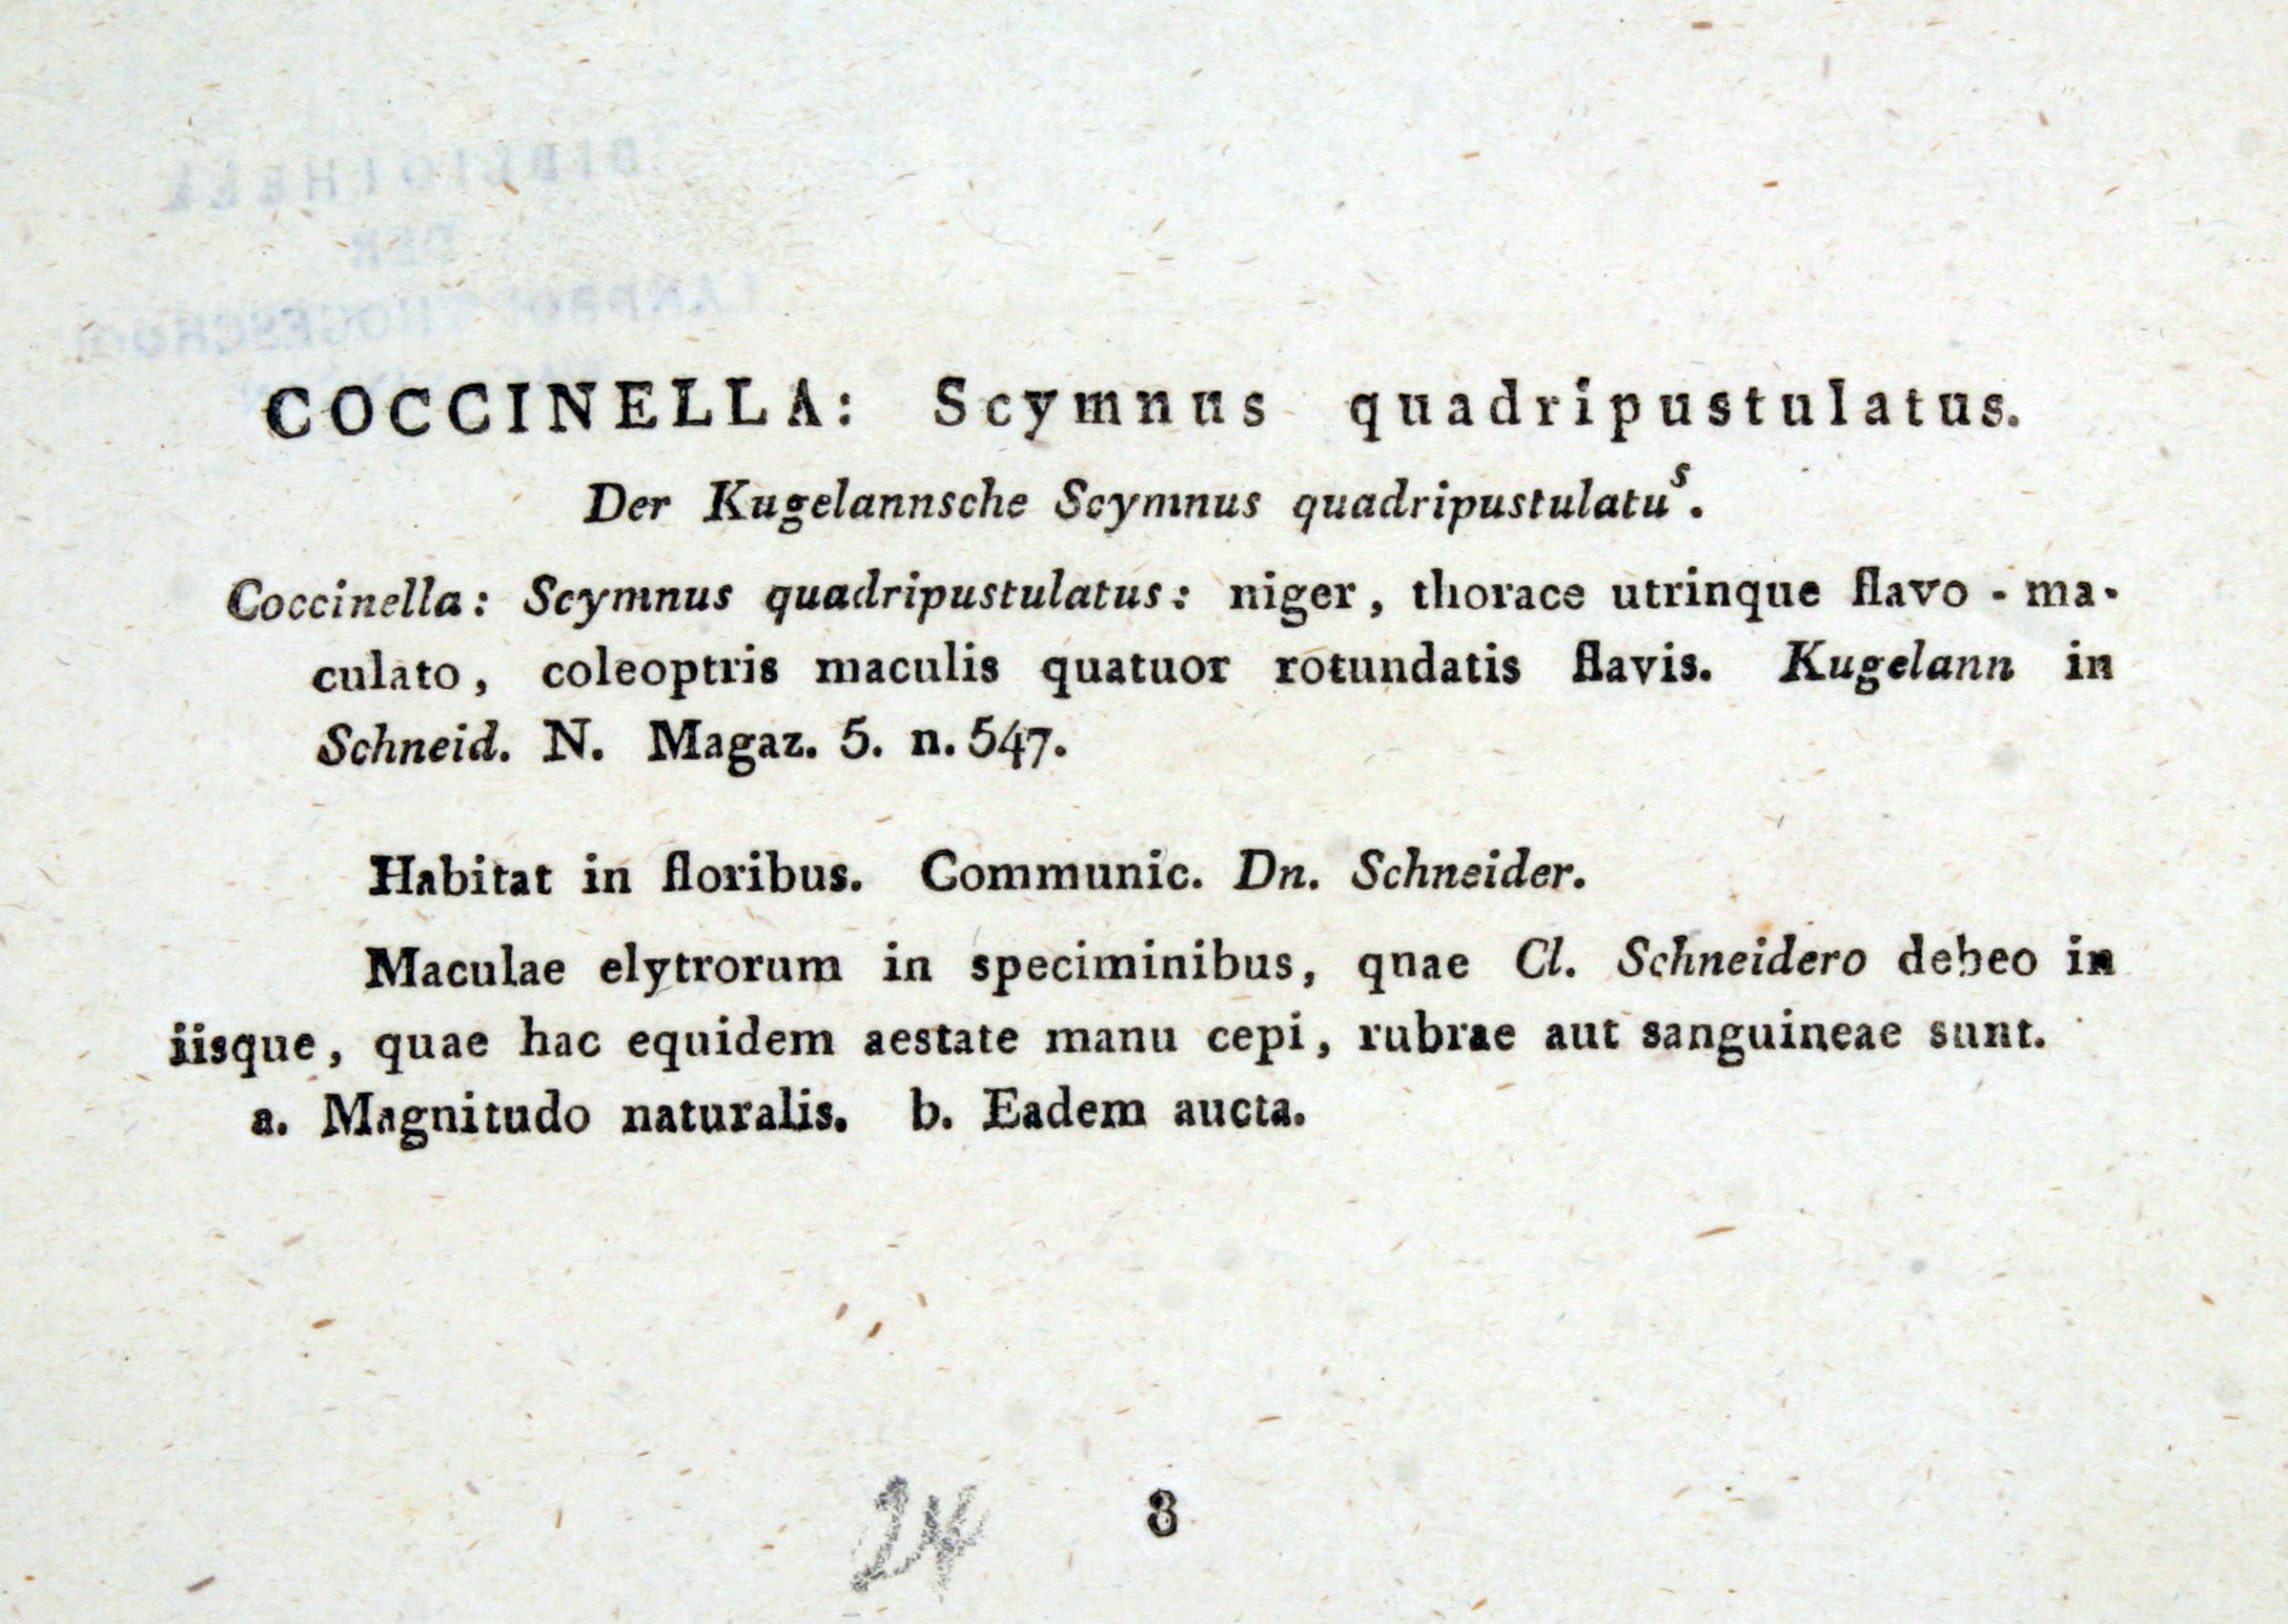 COCCINELLA: Scymnus quadripustulatus.
Der Kugelannsche Scymnus quadripustulatus.
Coccinella: Scymnus quadripustulatus: niger, thorace utrinque flavo - ma-
culato, coleoptris maculis quatuor rotundatis flavis. Kugelann in
Schneid. N. Magaz. 5. n. 547.
Habitat in floribus. Communic. Dn. Schneider.
Maculae elytrorum in speciminibus, qnae Cl. Schneidero debeo in
iisque, quae hac equidem aestate manu cepi, rubrae aut sanguineae sunt.
a. Magnitudo naturalis. b. Eadem aucta.
24 8